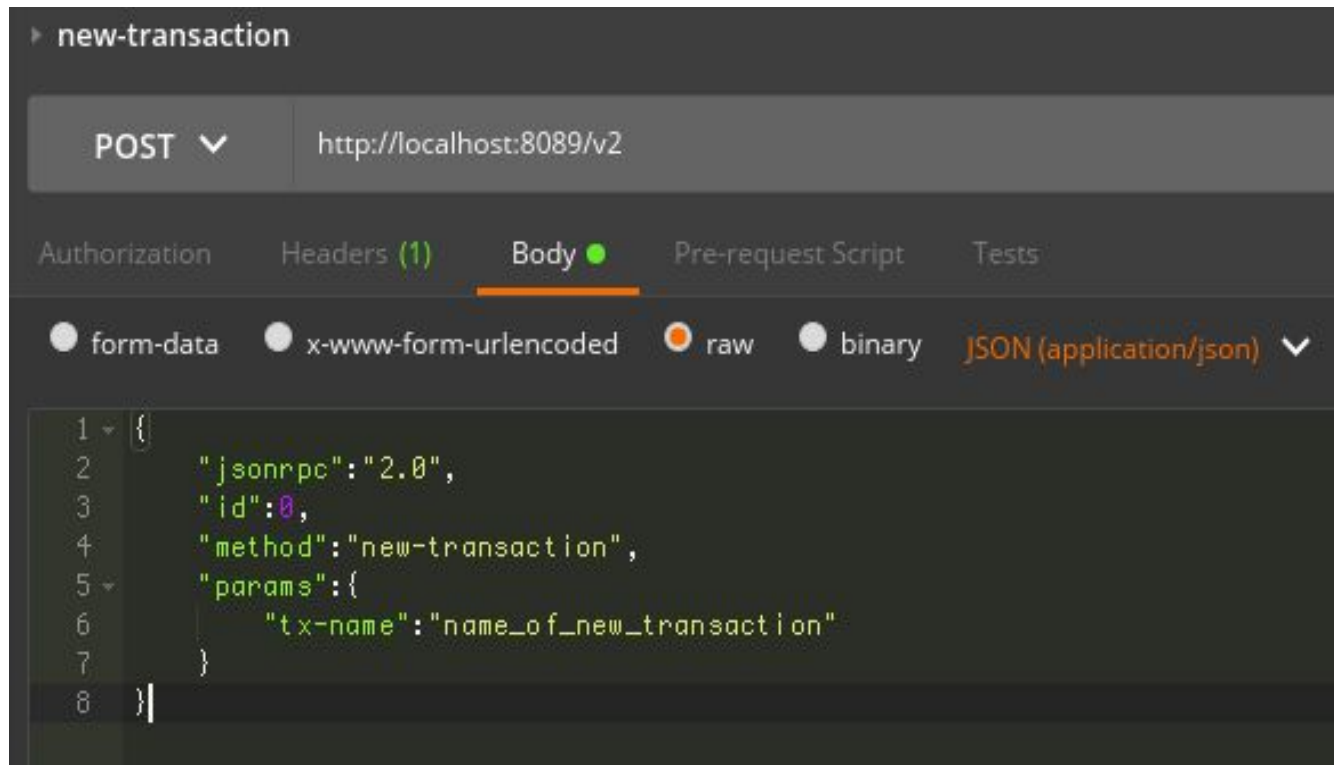 new-transaction
POST http://localhost:8089/v2
Authorization Headers (1) Body Pre-request Script Tests
form-data x-www-form-urlencoded raw binary JSON (application/json)
1 {
2 "jsonrpc":"2.0",
3 "id":0,
4 "method":"new-transaction",
5 "params":{
6 "tx-name":"name_of_new_transaction"
7 }
8 }